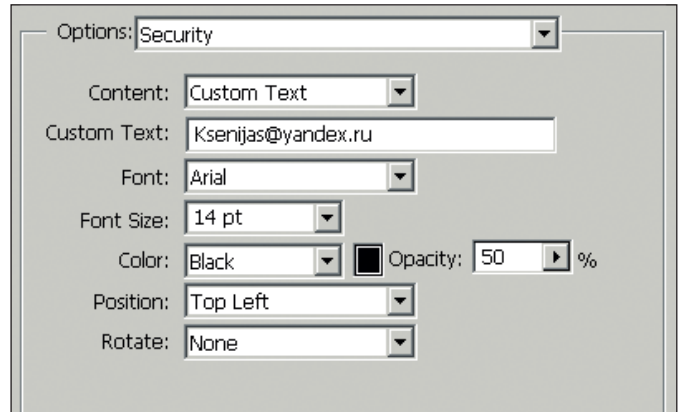 Options: Security
Content: Custom Text
Custom Text: Ksenijas@yandex.ru
Font: Arial
Font Size: 14 pt
Color: Black Opacity: 50 %
Position: Top Left
Rotate: None